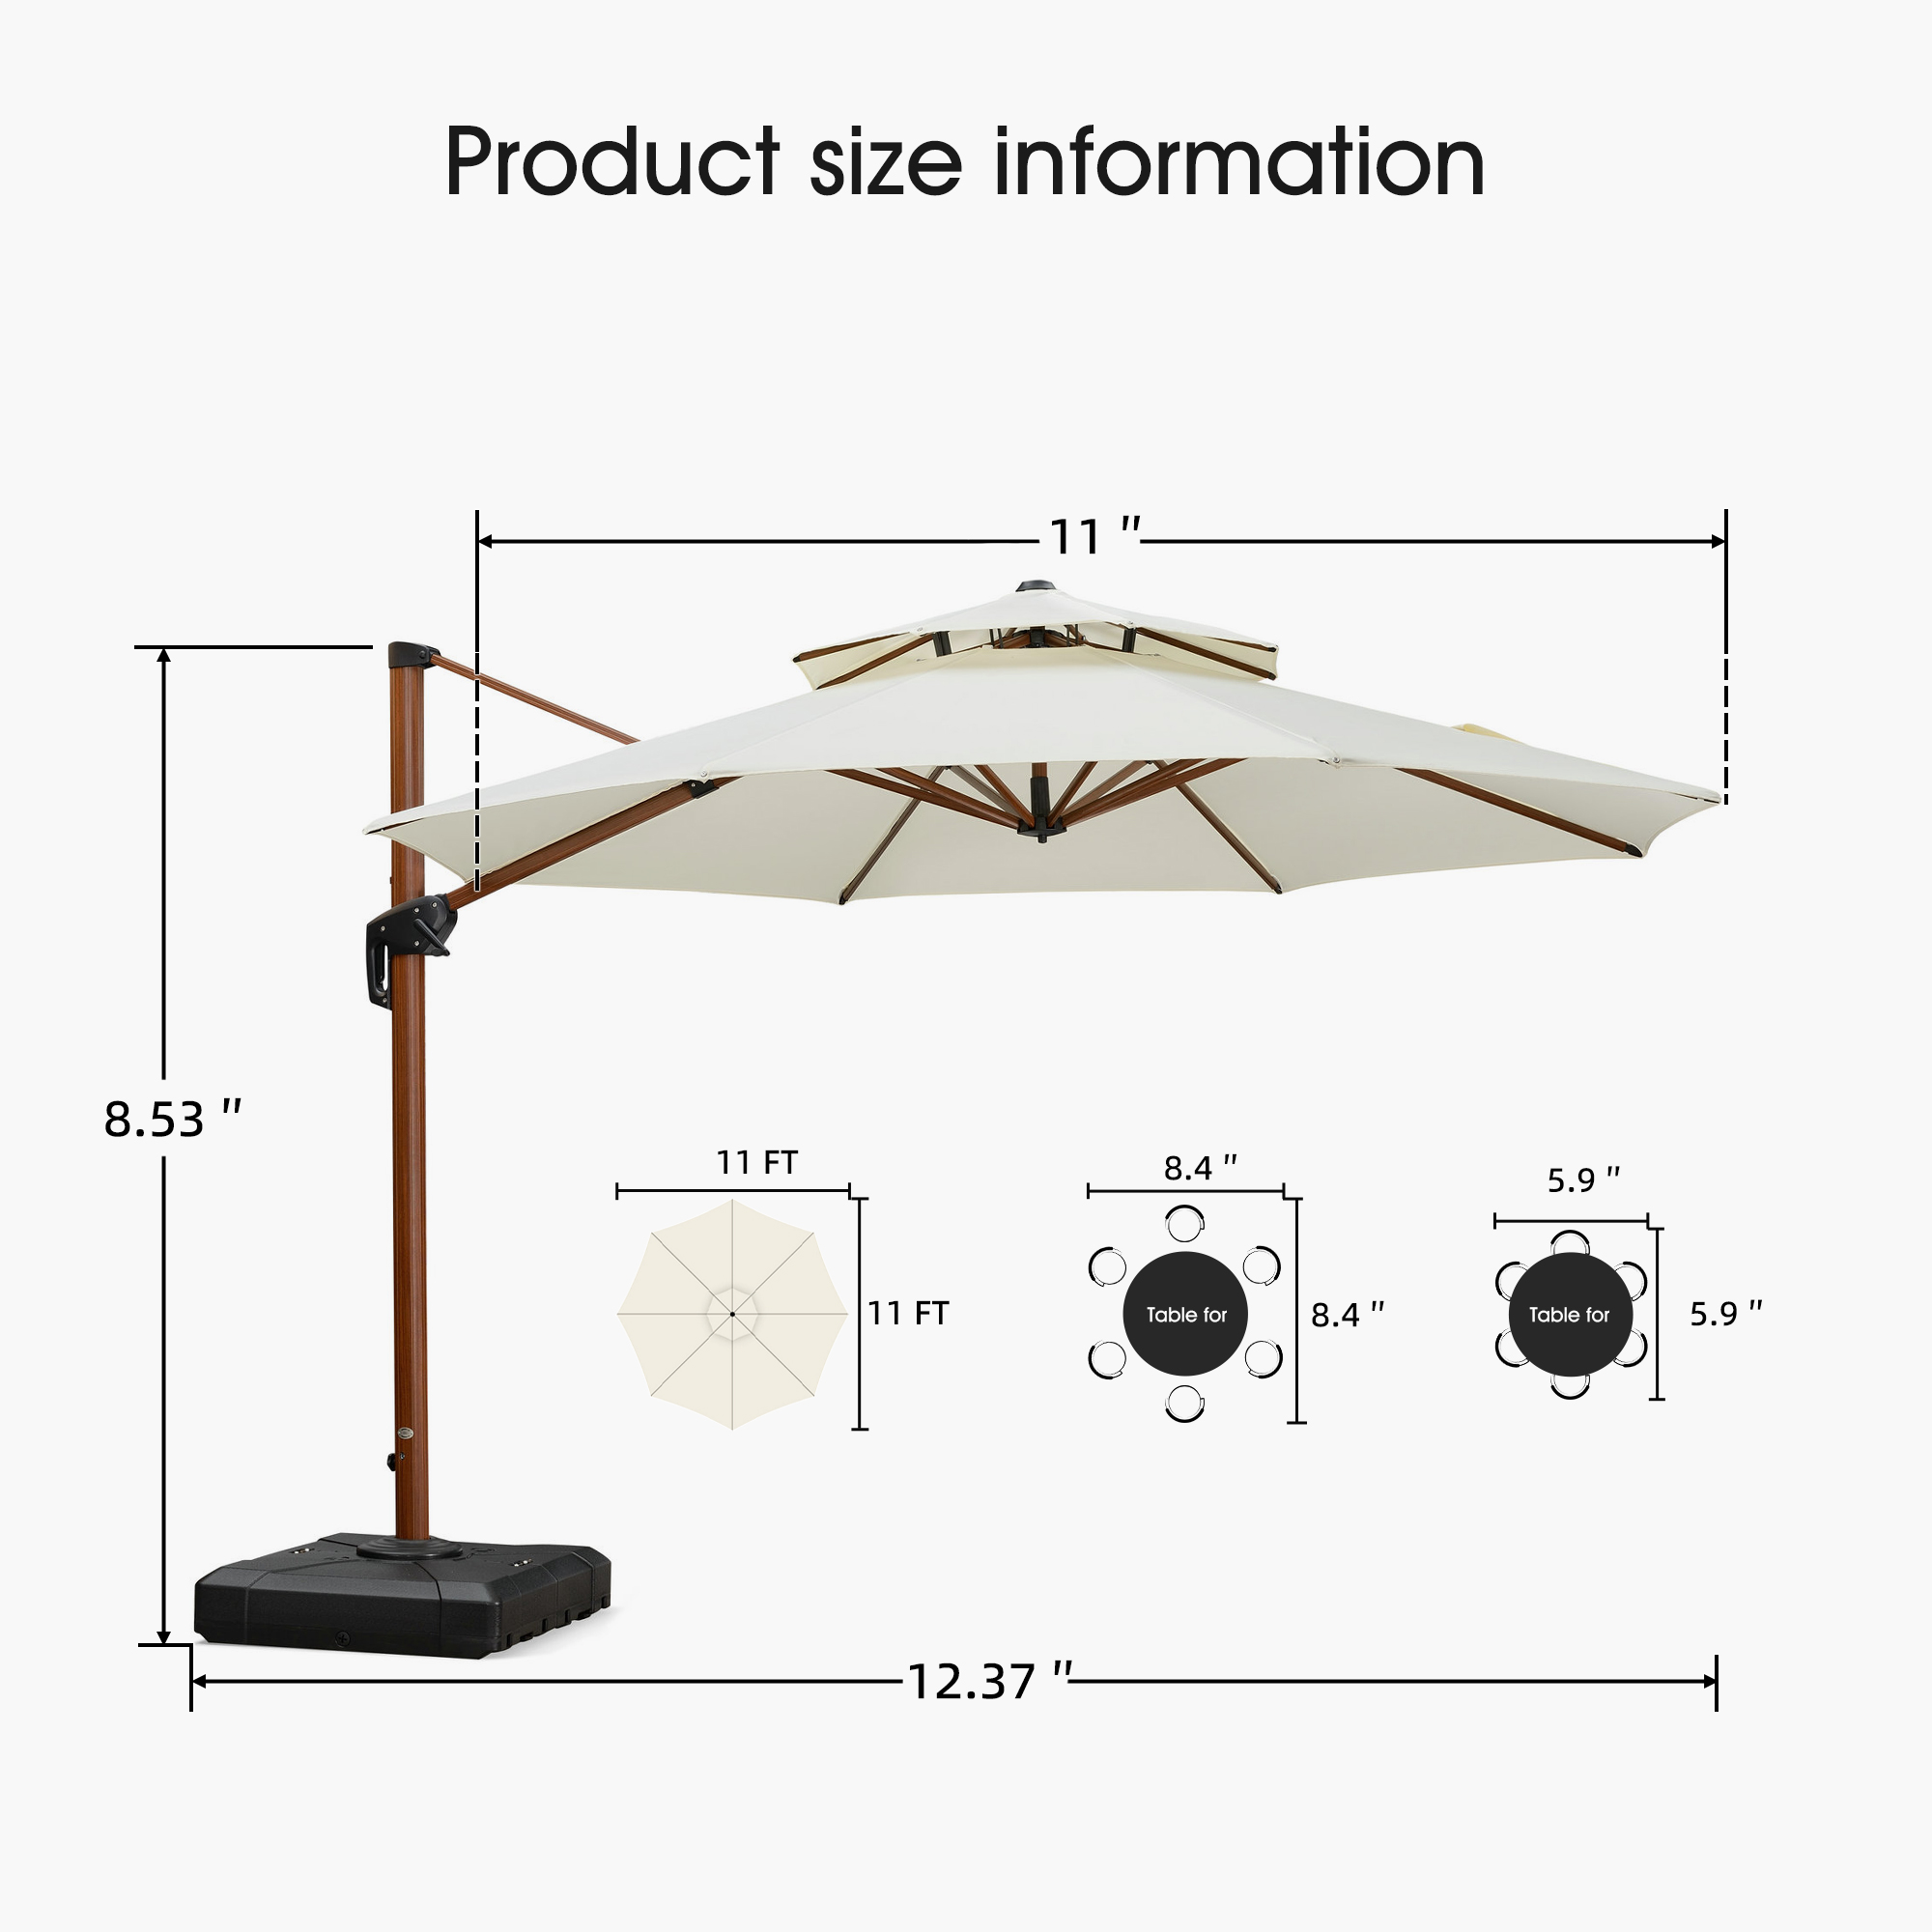 Product size information
11 "
8.53 "
11 FT
11 FT
8.4 "
8.4 "
Table for
5.9 "
5.9 "
Table for
12.37 "